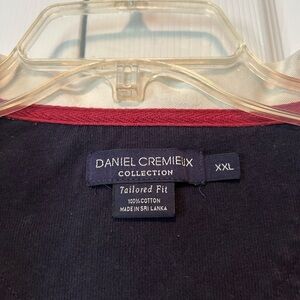 DANIEL CREMIEUX
COLLECTION
XXL
Tailored Fit
100% COTTON
MADE IN SRI LANKA